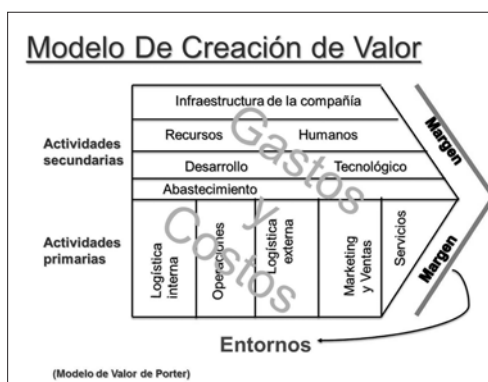 Modelo De Creación de Valor
Infraestructura de la compañía
Actividades
secundarias
Recursos Humanos
Desarrollo Tecnológico
Abastecimiento
Gastos
y
Costos
Margen
Actividades
primarias
Logística
interna
Operaciones
Logística
externa
Marketing
y Ventas
Servicios
Margen
Entornos
(Modelo de Valor de Porter)